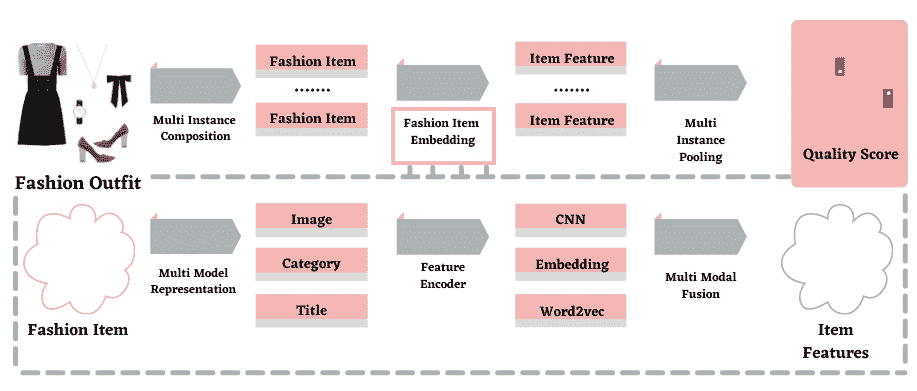 Fashion Item
.......
Fashion Item
Item Feature
.......
Item Feature
Multi Instance
Composition
Fashion Item
Embedding
Multi
Instance
Pooling
Quality Score
Fashion Outfit
Image
Category
Title
CNN
Embedding
Word2vec
Multi Model
Representation
Feature
Encoder
Multi Modal
Fusion
Fashion Item
Item
Features